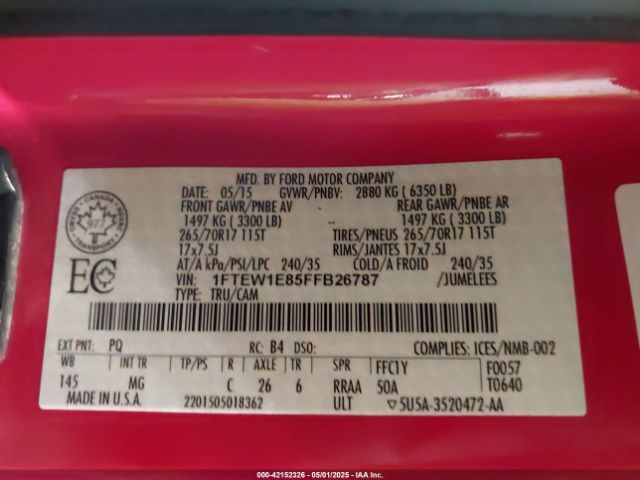 MFD. BY FORD MOTOR COMPANY
DATE: 05/15 GVWR/PNBV: 2880 KG ( 6350 LB)
FRONT GAWR/PNBE AV REAR GAWR/PNBE AR
1497 KG ( 3300 LB) 1497 KG ( 3300 LB)
265/70R17 115T TIRES/PNEUS 265/70R17 115T
17x7.5J RIMS/JANTES 17x7.5J
AT/A kPa/PSI/LPC 240/35 COLD/A FROID 240/35
VIN: 1FTEW1E85FFB26787 /JUMELEES
TYPE: TRU/CAM
CANADA
977
TRANSPORT
EC
EXT PNT: PQ RC: B4 DSO: COMPLIES: ICES/NMB-002
WB INT TR TP/PS R AXLE TR SPR FFC1Y F0057
145 MG C 26 6 RRAA 50A T0640
MADE IN U.S.A. 2201505018362 ULT ▽5U5A-3520472-AA
000-42152326 - 05/01/2025 - IAA Inc.